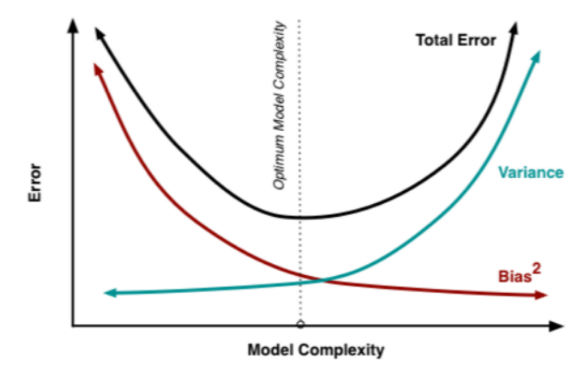 Total Error
Optimum Model Complexity
Variance
Error
Bias²
Model Complexity